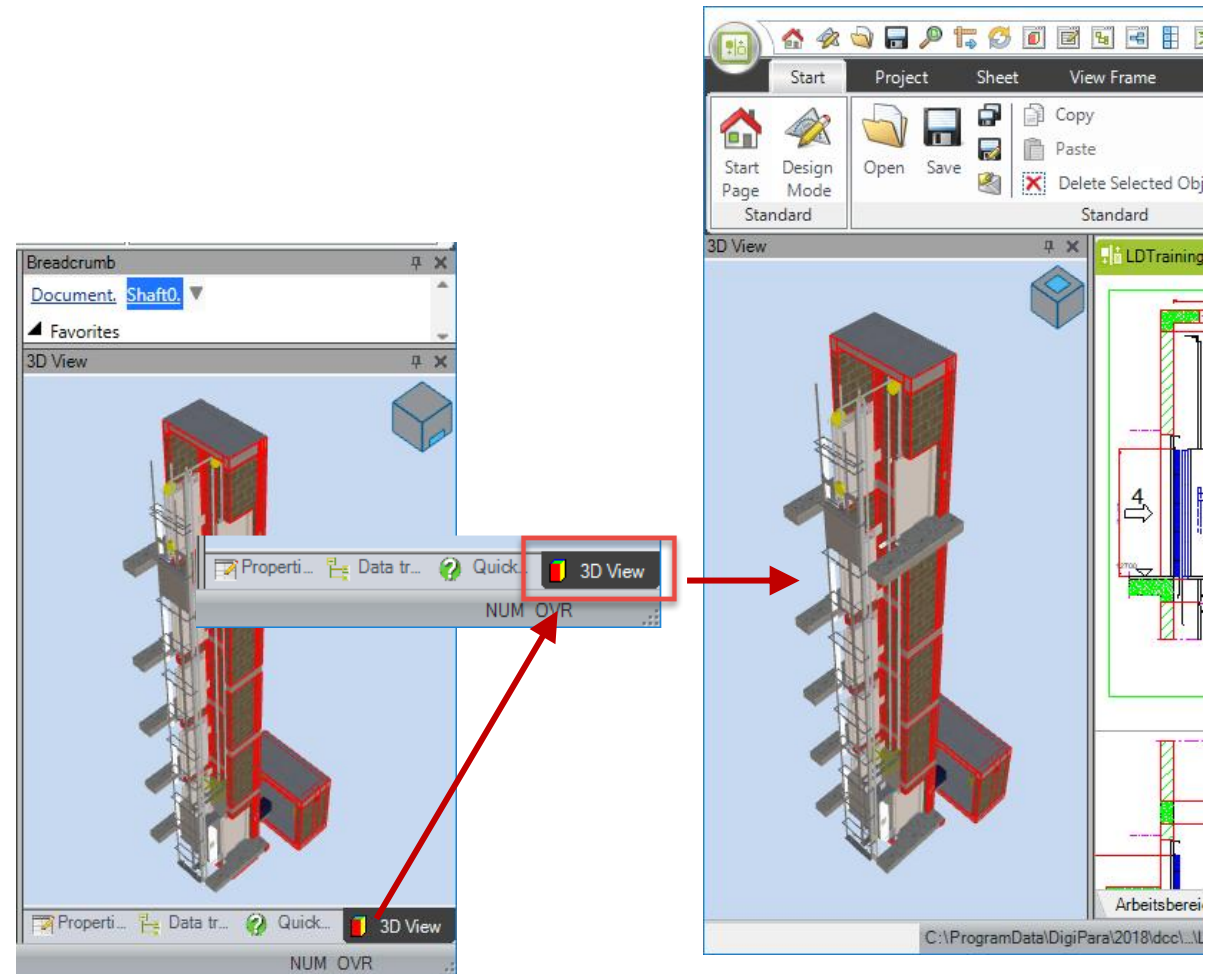 Breadcrumb
Document. Shaft0.
Favorites
3D View
Properti... Data tr... Quick... 3D View
NUM OVR
Properti... Data tr... Quick... 3D View
NUM OVR
Start Project Sheet View Frame
Start Page
Design Mode
Open
Save
Copy
Paste
Delete Selected Obj
Standard
Standard
3D View
LDTraining
4
12700
Arbeitsberei
C:\ProgramData\DigiPara\2018\dcc\...\L